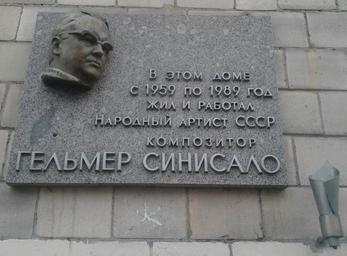 В ЭТОМ ДОМЕ
С 1959 ПО 1989 ГОД
ЖИЛ И РАБОТАЛ
НАРОДНЫЙ АРТИСТ СССР
КОМПОЗИТОР
ГЕЛЬМЕР СИНИСАЛО